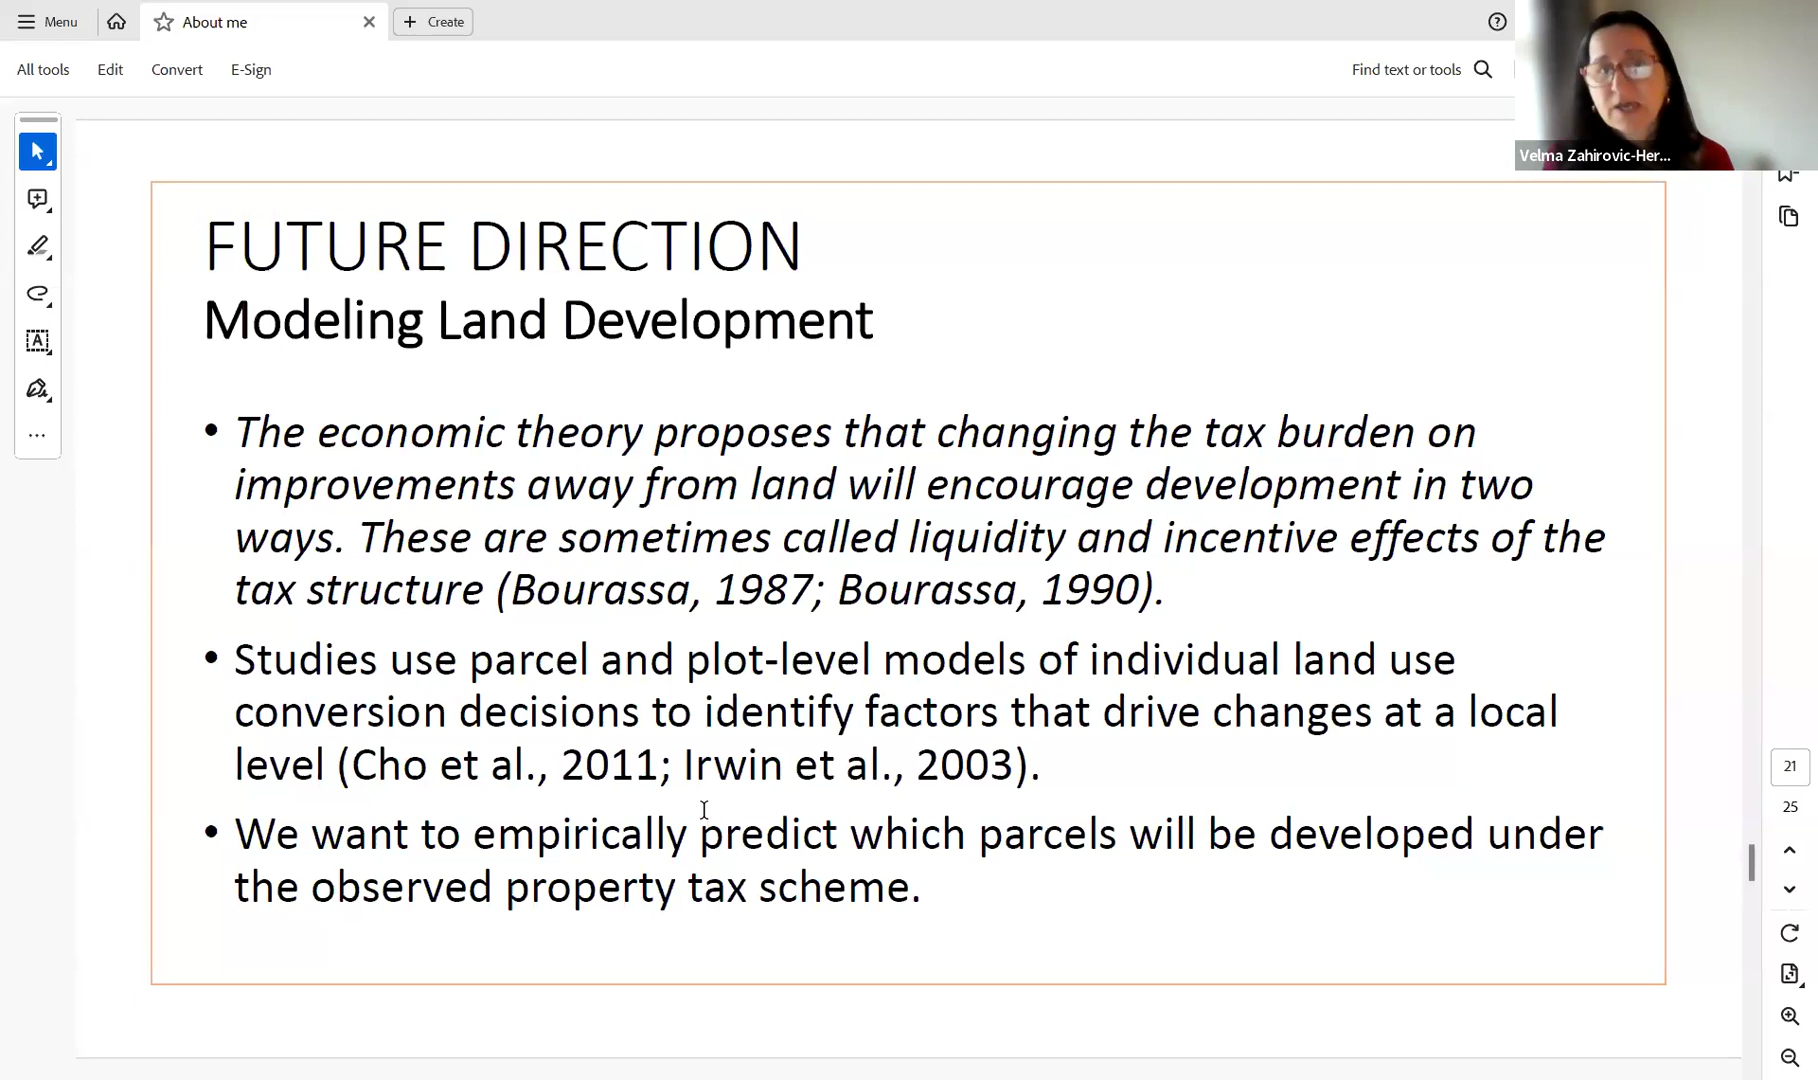 Menu
About me
Create
All tools
Edit
Convert
E-Sign
Find text or tools
Velma Zahirovic-Her...
FUTURE DIRECTION
Modeling Land Development
• The economic theory proposes that changing the tax burden on
improvements away from land will encourage development in two
ways. These are sometimes called liquidity and incentive effects of the
tax structure (Bourassa, 1987; Bourassa, 1990).
• Studies use parcel and plot-level models of individual land use
conversion decisions to identify factors that drive changes at a local
level (Cho et al., 2011; Irwin et al., 2003).
• We want to empirically predict which parcels will be developed under
the observed property tax scheme.
21
25